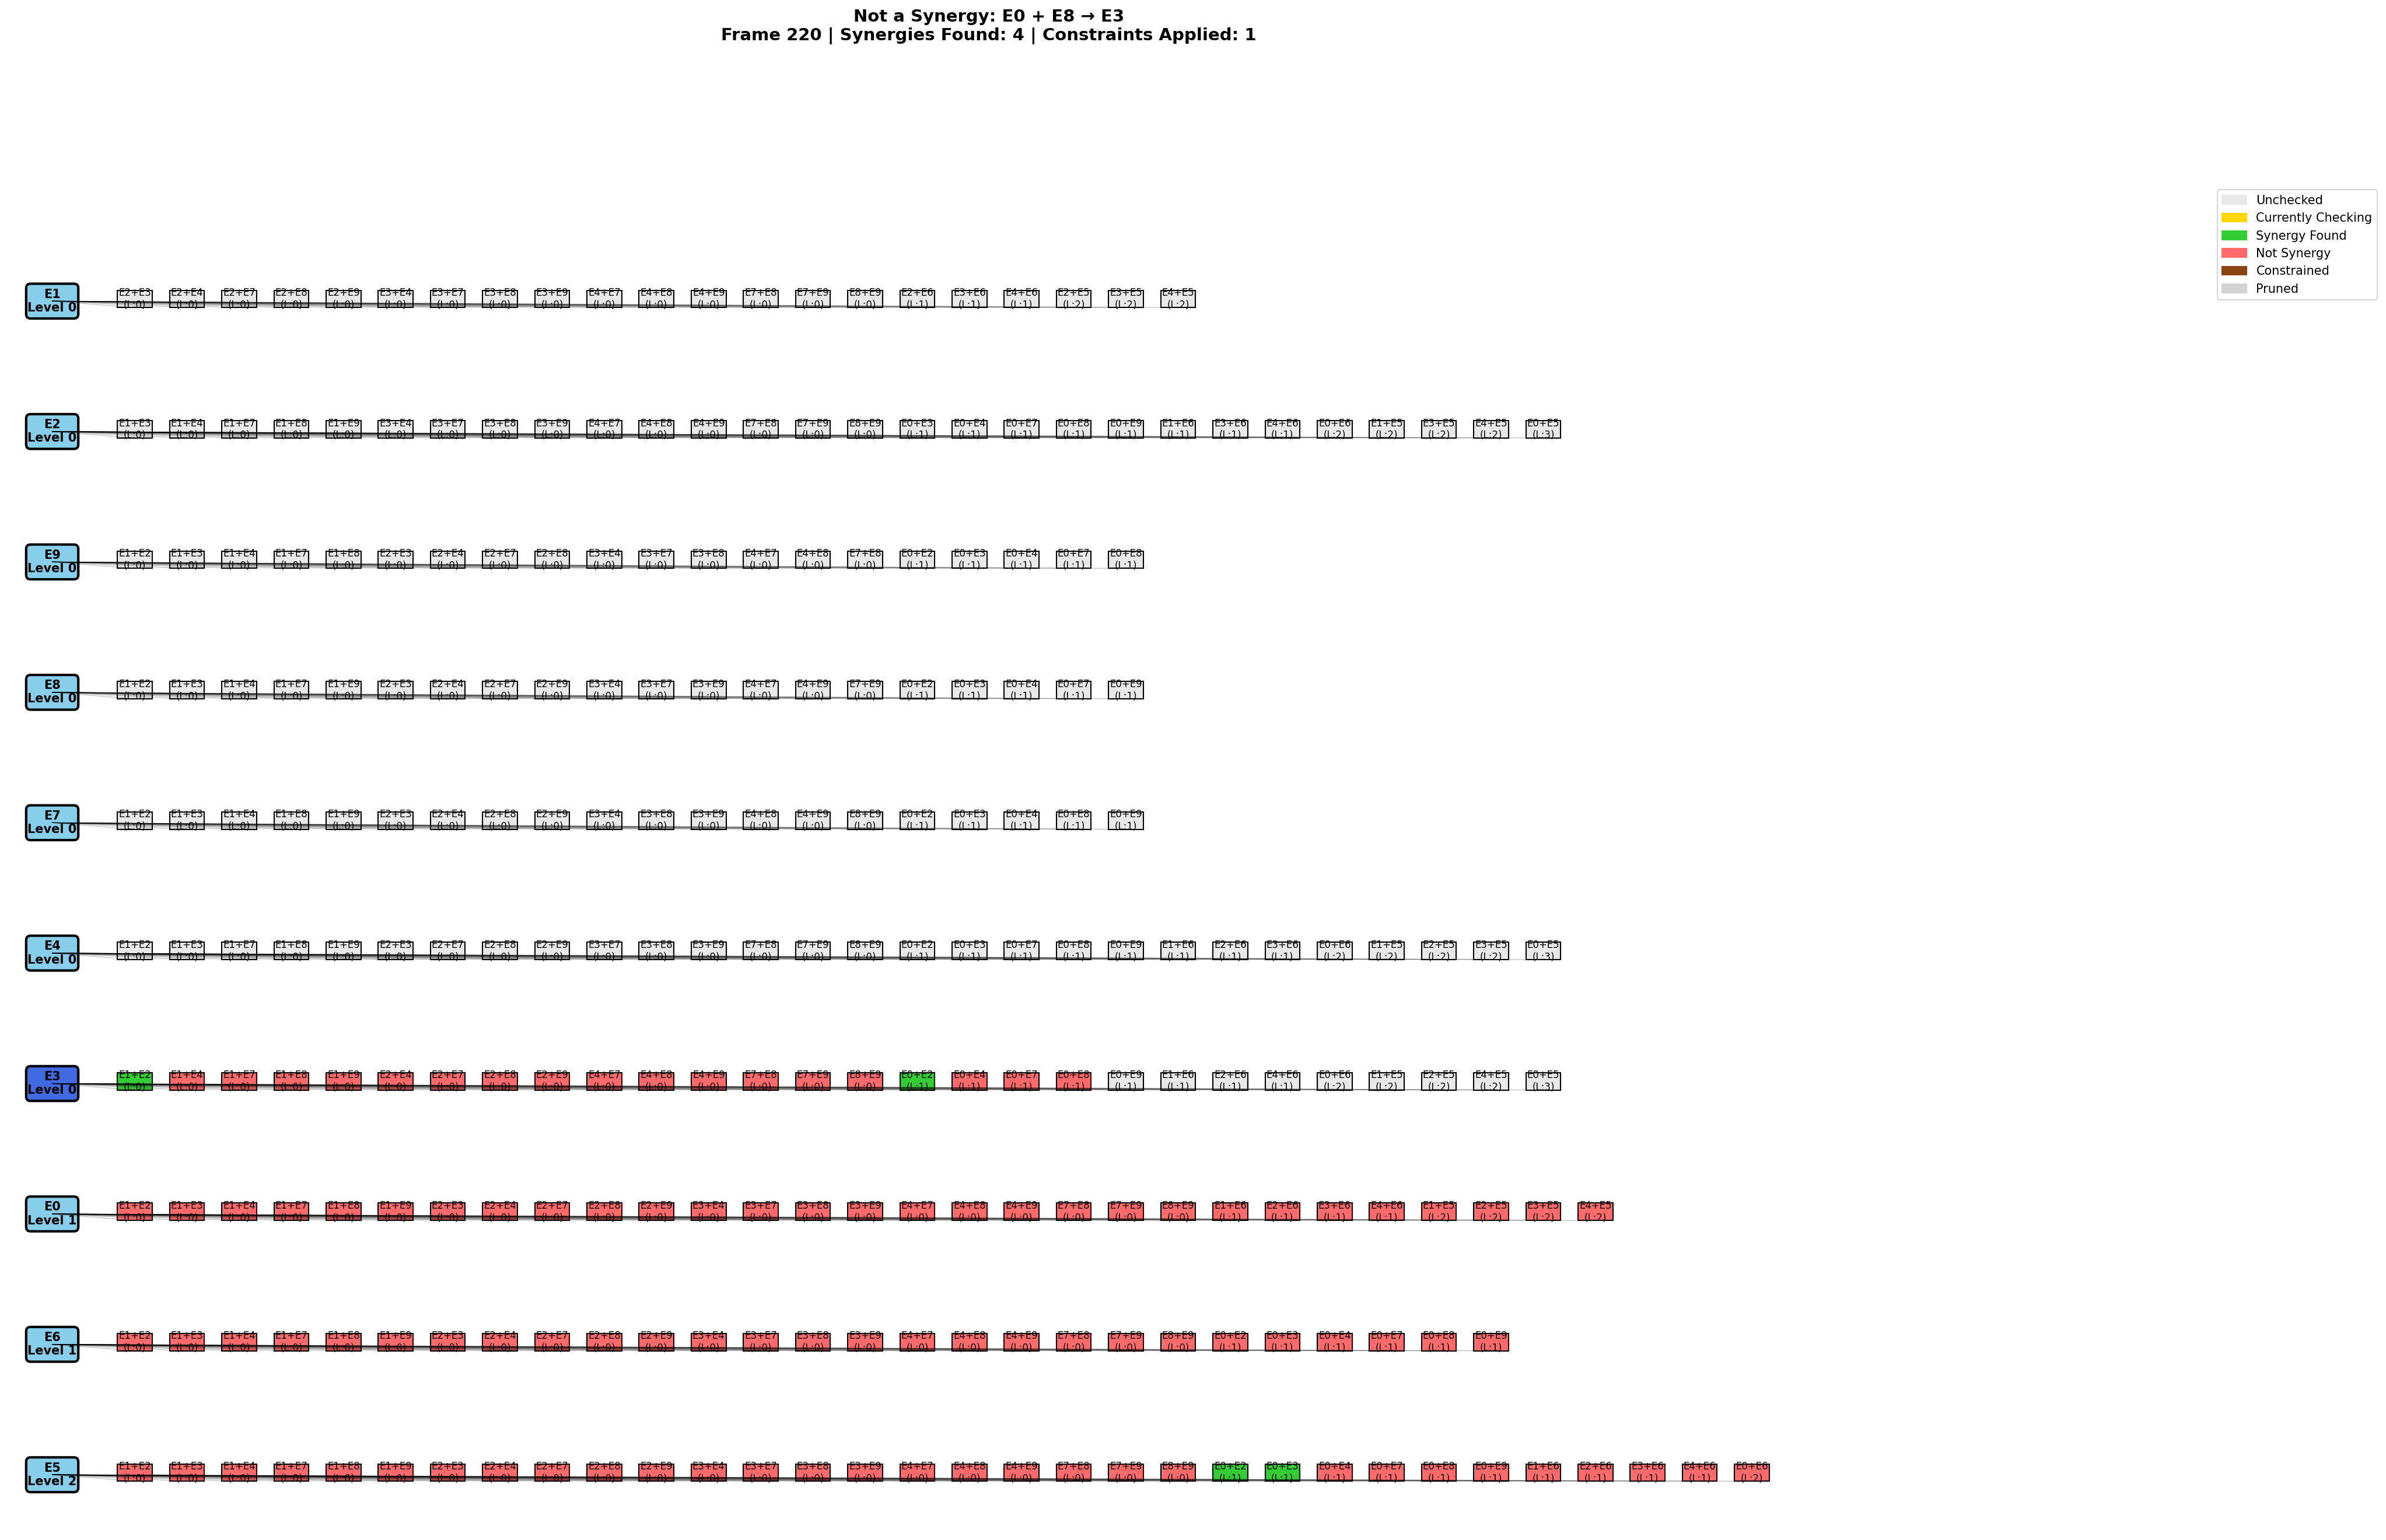 Not a Synergy: E0 + E8 → E3
Frame 220 | Synergies Found: 4 | Constraints Applied: 1
Unchecked
Currently Checking
Synergy Found
Not Synergy
Constrained
Pruned
E1 E2+E3 E2+E4 E2+E7 E2+E8 E2+E9 E3+E4 E3+E7 E3+E8 E3+E9 E4+E7 E4+E8 E4+E9 E7+E8 E7+E9 E8+E9 E2+E6 E3+E6 E4+E6 E2+E5 E3+E5 E4+E5
Level 0 (L:0) (L:0) (L:0) (L:0) (L:0) (L:0) (L:0) (L:0) (L:0) (L:0) (L:0) (L:0) (L:0) (L:0) (L:0) (L:1) (L:1) (L:1) (L:2) (L:2) (L:2)
E2 E1+E3 E1+E4 E1+E7 E1+E8 E1+E9 E3+E4 E3+E7 E3+E8 E3+E9 E4+E7 E4+E8 E4+E9 E7+E8 E7+E9 E8+E9 E0+E3 E0+E4 E0+E7 E0+E8 E0+E9 E1+E6 E3+E6 E4+E6 E0+E6 E1+E5 E3+E5 E4+E5 E0+E5
Level 0 (L:0) (L:0) (L:0) (L:0) (L:0) (L:0) (L:0) (L:0) (L:0) (L:0) (L:0) (L:0) (L:0) (L:0) (L:0) (L:1) (L:1) (L:1) (L:1) (L:1) (L:1) (L:1) (L:1) (L:2) (L:2) (L:2) (L:2) (L:3)
E9 E1+E2 E1+E3 E1+E4 E1+E7 E1+E8 E2+E3 E2+E4 E2+E7 E2+E8 E3+E4 E3+E7 E3+E8 E4+E7 E4+E8 E7+E8 E0+E2 E0+E3 E0+E4 E0+E7 E0+E8
Level 0 (L:0) (L:0) (L:0) (L:0) (L:0) (L:0) (L:0) (L:0) (L:0) (L:0) (L:0) (L:0) (L:0) (L:0) (L:0) (L:1) (L:1) (L:1) (L:1) (L:1)
E8 E1+E2 E1+E3 E1+E4 E1+E7 E1+E9 E2+E3 E2+E4 E2+E7 E2+E9 E3+E4 E3+E7 E3+E9 E4+E7 E4+E9 E7+E9 E0+E2 E0+E3 E0+E4 E0+E7 E0+E9
Level 0 (L:0) (L:0) (L:0) (L:0) (L:0) (L:0) (L:0) (L:0) (L:0) (L:0) (L:0) (L:0) (L:0) (L:0) (L:0) (L:1) (L:1) (L:1) (L:1) (L:1)
E7 E1+E2 E1+E3 E1+E4 E1+E8 E1+E9 E2+E3 E2+E4 E2+E8 E2+E9 E3+E4 E3+E8 E3+E9 E4+E8 E4+E9 E8+E9 E0+E2 E0+E3 E0+E4 E0+E8 E0+E9
Level 0 (L:0) (L:0) (L:0) (L:0) (L:0) (L:0) (L:0) (L:0) (L:0) (L:0) (L:0) (L:0) (L:0) (L:0) (L:0) (L:1) (L:1) (L:1) (L:1) (L:1)
E4 E1+E2 E1+E3 E1+E7 E1+E8 E1+E9 E2+E3 E2+E7 E2+E8 E2+E9 E3+E7 E3+E8 E3+E9 E7+E8 E7+E9 E8+E9 E0+E2 E0+E3 E0+E7 E0+E8 E0+E9 E1+E6 E2+E6 E3+E6 E0+E6 E1+E5 E2+E5 E3+E5 E0+E5
Level 0 (L:0) (L:0) (L:0) (L:0) (L:0) (L:0) (L:0) (L:0) (L:0) (L:0) (L:0) (L:0) (L:0) (L:0) (L:0) (L:1) (L:1) (L:1) (L:1) (L:1) (L:1) (L:1) (L:1) (L:2) (L:2) (L:2) (L:2) (L:3)
E3 E1+E2 E1+E4 E1+E7 E1+E8 E1+E9 E2+E4 E2+E7 E2+E8 E2+E9 E4+E7 E4+E8 E4+E9 E7+E8 E7+E9 E8+E9 E0+E2 E0+E4 E0+E7 E0+E8 E0+E9 E1+E6 E2+E6 E4+E6 E0+E6 E1+E5 E2+E5 E4+E5 E0+E5
Level 0 (L:0) (L:0) (L:0) (L:0) (L:0) (L:0) (L:0) (L:0) (L:0) (L:0) (L:0) (L:0) (L:0) (L:0) (L:0) (L:1) (L:1) (L:1) (L:1) (L:1) (L:1) (L:1) (L:1) (L:2) (L:2) (L:2) (L:2) (L:3)
E0 E1+E2 E1+E3 E1+E4 E1+E7 E1+E8 E1+E9 E2+E3 E2+E4 E2+E7 E2+E8 E2+E9 E3+E4 E3+E7 E3+E8 E3+E9 E4+E7 E4+E8 E4+E9 E7+E8 E7+E9 E8+E9 E1+E6 E2+E6 E3+E6 E4+E6 E1+E5 E2+E5 E3+E5 E4+E5
Level 1 (L:0) (L:0) (L:0) (L:0) (L:0) (L:0) (L:0) (L:0) (L:0) (L:0) (L:0) (L:0) (L:0) (L:0) (L:0) (L:0) (L:0) (L:0) (L:0) (L:0) (L:0) (L:1) (L:1) (L:1) (L:1) (L:2) (L:2) (L:2) (L:2)
E6 E1+E2 E1+E3 E1+E4 E1+E7 E1+E8 E1+E9 E2+E3 E2+E4 E2+E7 E2+E8 E2+E9 E3+E4 E3+E7 E3+E8 E3+E9 E4+E7 E4+E8 E4+E9 E7+E8 E7+E9 E8+E9 E0+E2 E0+E3 E0+E4 E0+E7 E0+E8 E0+E9
Level 1 (L:0) (L:0) (L:0) (L:0) (L:0) (L:0) (L:0) (L:0) (L:0) (L:0) (L:0) (L:0) (L:0) (L:0) (L:0) (L:0) (L:0) (L:0) (L:0) (L:0) (L:0) (L:1) (L:1) (L:1) (L:1) (L:1) (L:1)
E5 E1+E2 E1+E3 E1+E4 E1+E7 E1+E8 E1+E9 E2+E3 E2+E4 E2+E7 E2+E8 E2+E9 E3+E4 E3+E7 E3+E8 E3+E9 E4+E7 E4+E8 E4+E9 E7+E8 E7+E9 E8+E9 E0+E2 E0+E3 E0+E4 E0+E7 E0+E8 E0+E9 E1+E6 E2+E6 E3+E6 E4+E6 E0+E6
Level 2 (L:0) (L:0) (L:0) (L:0) (L:0) (L:0) (L:0) (L:0) (L:0) (L:0) (L:0) (L:0) (L:0) (L:0) (L:0) (L:0) (L:0) (L:0) (L:0) (L:0) (L:0) (L:1) (L:1) (L:1) (L:1) (L:1) (L:1) (L:1) (L:1) (L:1) (L:1) (L:2)